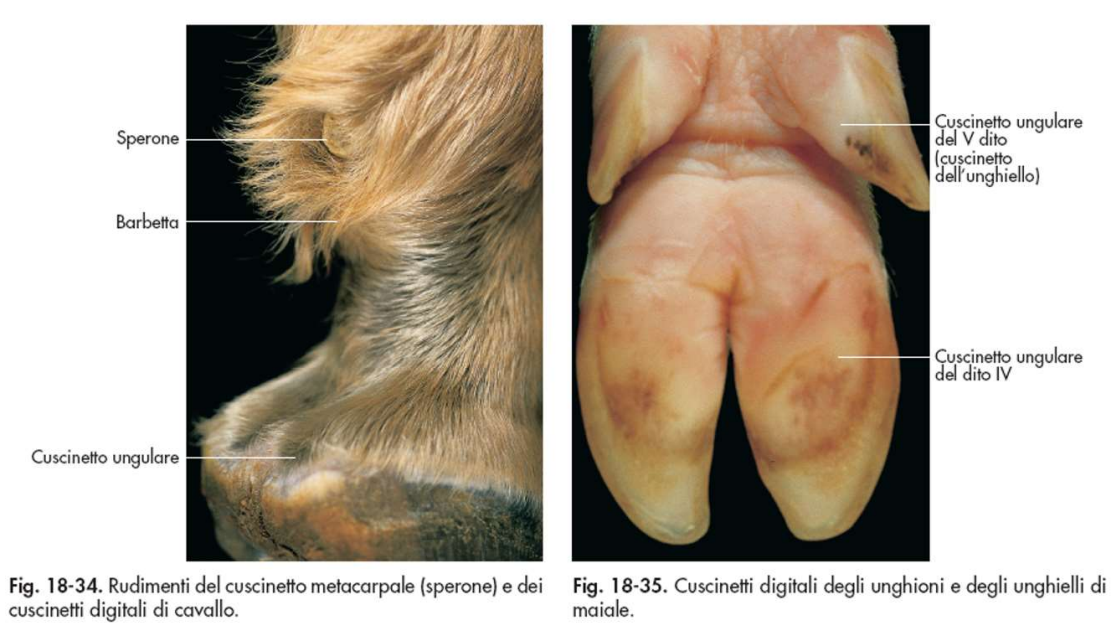 Sperone
Barbetta
Cuscinetto ungulare
Cuscinetto ungulare
del V dito
(cuscinetto
dell'unghiello)
Cuscinetto ungulare
del dito IV
Fig. 18-34. Rudimenti del cuscinetto metacarpale (sperone) e dei
cuscinetti digitali di cavallo.
Fig. 18-35. Cuscinetti digitali degli unghioni e degli unghielli di
maiale.